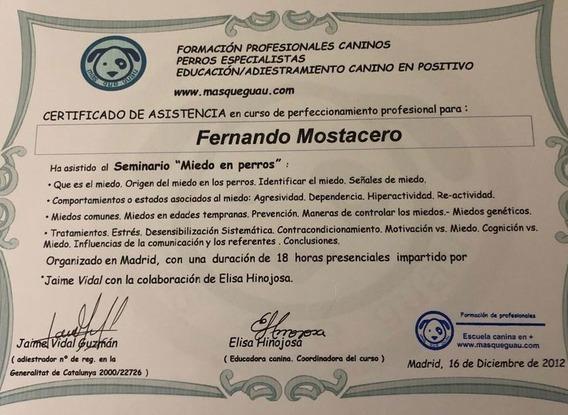 FORMACIÓN PROFESIONALES CANINOS
PERROS ESPECIALISTAS
EDUCACIÓN/ADIESTRAMIENTO CANINO EN POSITIVO
www.masqueguau.com
mas que guau
CERTIFICADO DE ASISTENCIA en curso de perfeccionamiento profesional para :
Fernando Mostacero
Ha asistido al Seminario "Miedo en perros" :
• Que es el miedo. Origen del miedo en los perros. Identificar el miedo. Señales de miedo.
• Comportamientos o estados asociados al miedo: Agresividad. Dependencia. Hiperactividad. Re-actividad.
• Miedos comunes. Miedos en edades tempranas. Prevención. Maneras de controlar los miedos.- Miedos genéticos.
• Tratamientos. Estrés. Desensibilización Sistemática. Contracondicionamiento. Motivación vs. Miedo. Cognición vs.
Miedo. Influencias de la comunicación y los referentes . Conclusiones.
Organizado en Madrid, con una duración de 18 horas presenciales impartido por
*Jaime Vidal con la colaboración de Elisa Hinojosa.
Jaime Vidal Guzmán
( adiestrador nº de reg. en la
Generalitat de Catalunya 2000/22726 )
EHinojosa
Elisa Hinojosa
( Educadora canina. Coordinadora del curso )
Formación de profesionales
Escuela canina en +
www.masqueguau.com
Madrid, 16 de Diciembre de 2012